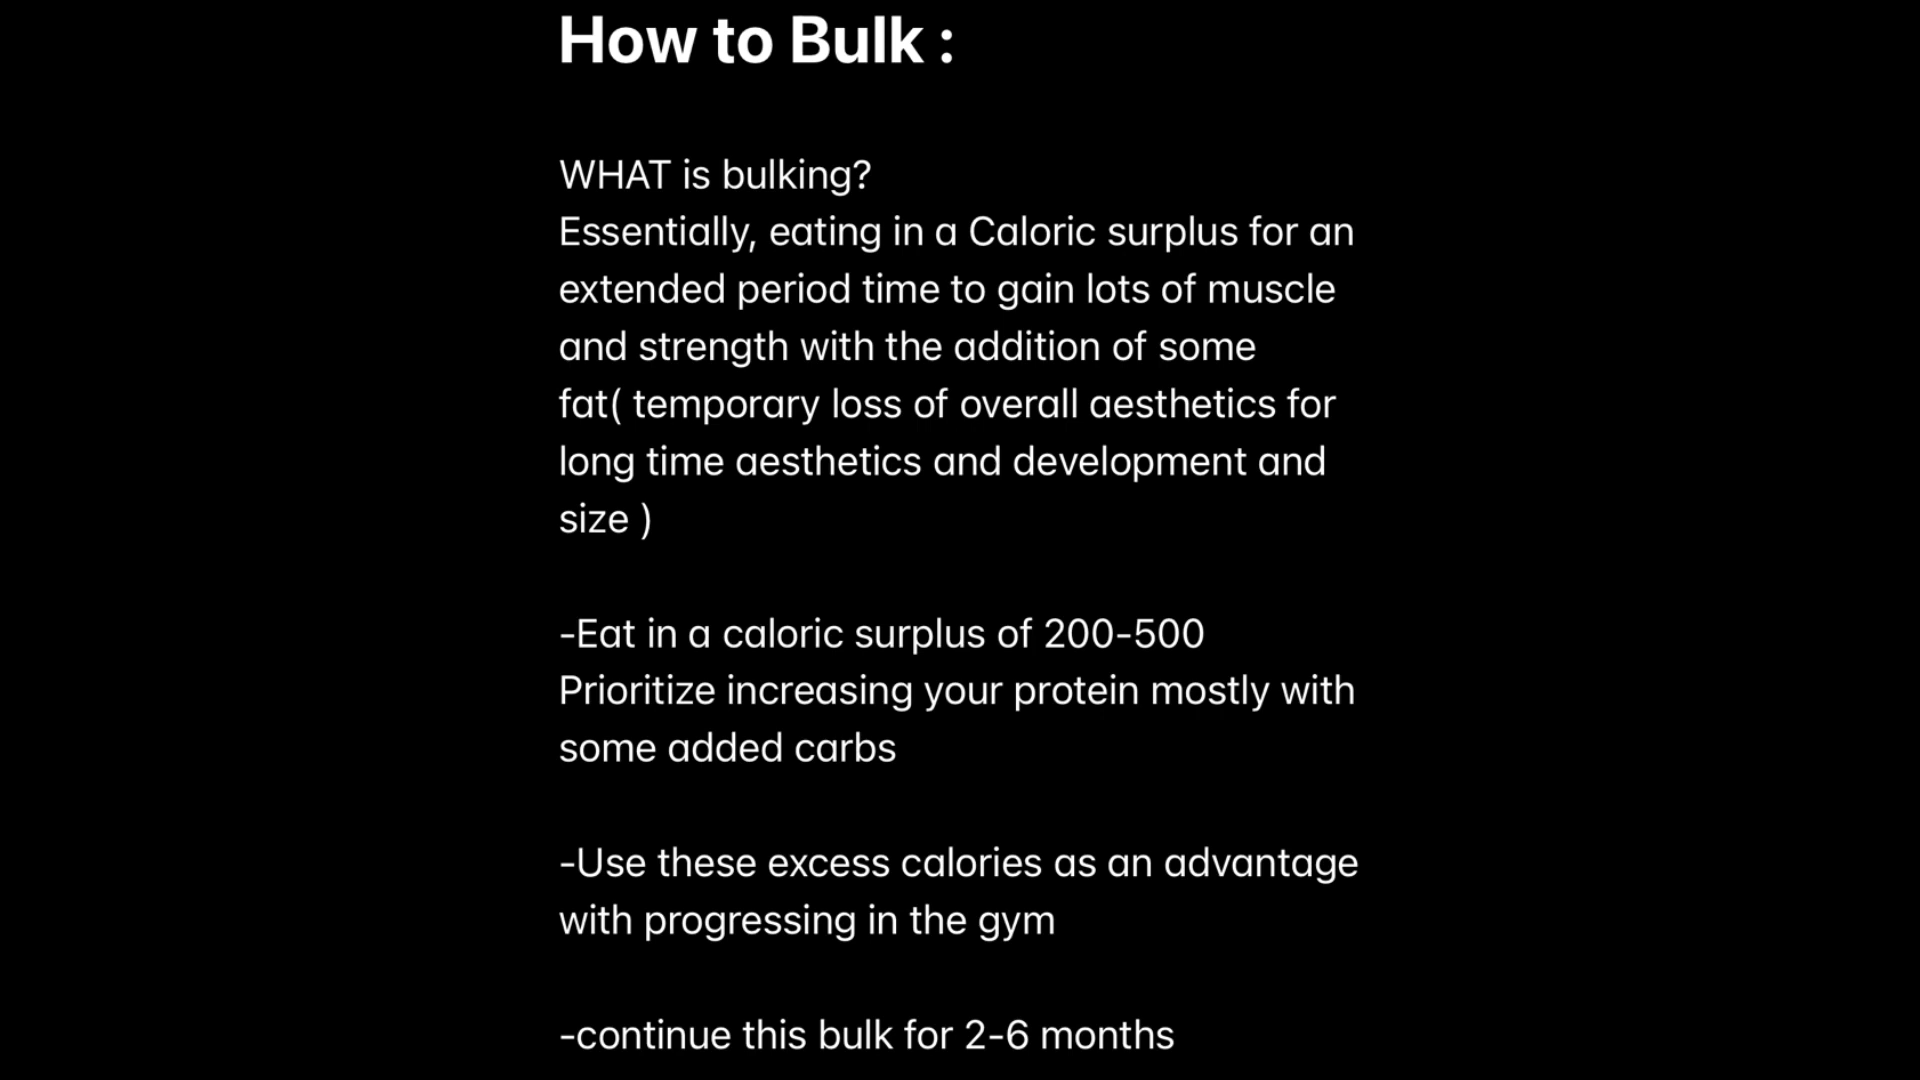 How to Bulk :
WHAT is bulking?
Essentially, eating in a Caloric surplus for an
extended period time to gain lots of muscle
and strength with the addition of some
fat( temporary loss of overall aesthetics for
long time aesthetics and development and
size )
-Eat in a caloric surplus of 200-500
Prioritize increasing your protein mostly with
some added carbs
-Use these excess calories as an advantage
with progressing in the gym
-continue this bulk for 2-6 months